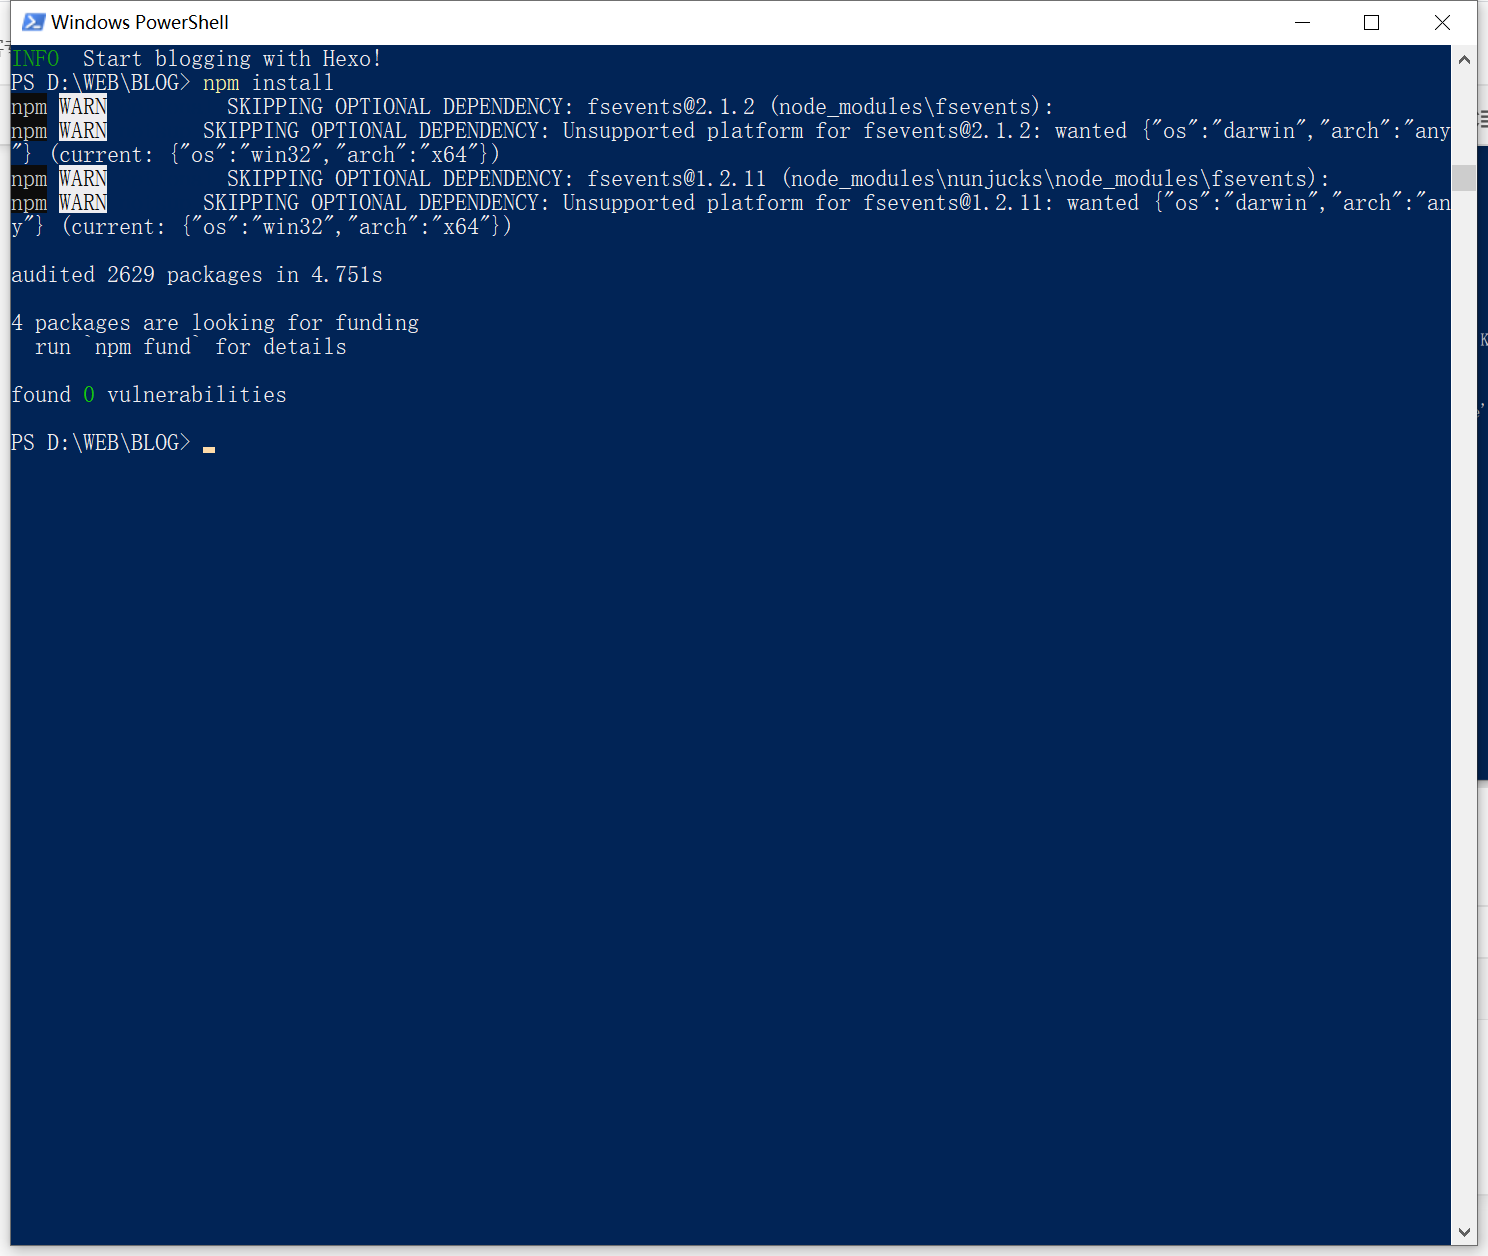 Windows PowerShell
INFO  Start blogging with Hexo!
PS D:\WEB\BLOG> npm install
npm WARN          SKIPPING OPTIONAL DEPENDENCY: fsevents@2.1.2 (node_modules\fsevents):
npm WARN        SKIPPING OPTIONAL DEPENDENCY: Unsupported platform for fsevents@2.1.2: wanted {"os":"darwin","arch":"any
"} (current: {"os":"win32","arch":"x64"})
npm WARN          SKIPPING OPTIONAL DEPENDENCY: fsevents@1.2.11 (node_modules\nunjucks\node_modules\fsevents):
npm WARN        SKIPPING OPTIONAL DEPENDENCY: Unsupported platform for fsevents@1.2.11: wanted {"os":"darwin","arch":"an
y"} (current: {"os":"win32","arch":"x64"})
audited 2629 packages in 4.751s
4 packages are looking for funding
  run `npm fund` for details
found 0 vulnerabilities
PS D:\WEB\BLOG>